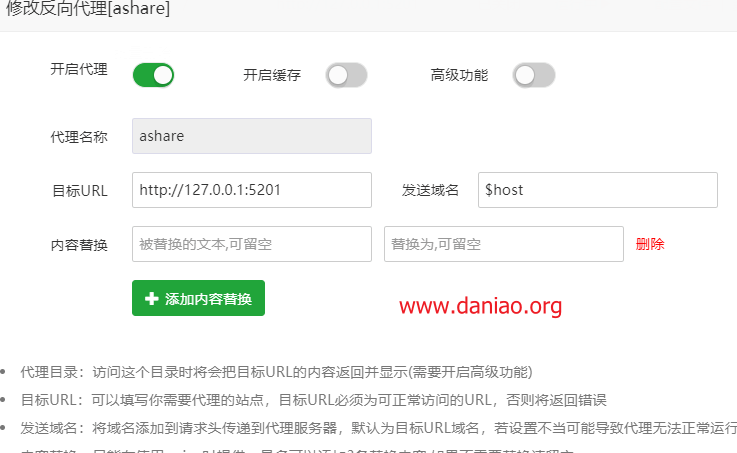 修改反向代理[ashare]
开启代理 开启缓存 高级功能
代理名称 ashare
目标URL http://127.0.0.1:5201 发送域名 $host
内容替换 被替换的文本,可留空 替换为,可留空 删除
添加内容替换
www.daniao.org
代理目录：访问这个目录时将会把目标URL的内容返回并显示(需要开启高级功能)
目标URL：可以填写你需要代理的站点，目标URL必须为可正常访问的URL，否则将返回错误
发送域名：将域名添加到请求头传递到代理服务器，默认为目标URL域名，若设置不当可能导致代理无法正常运行